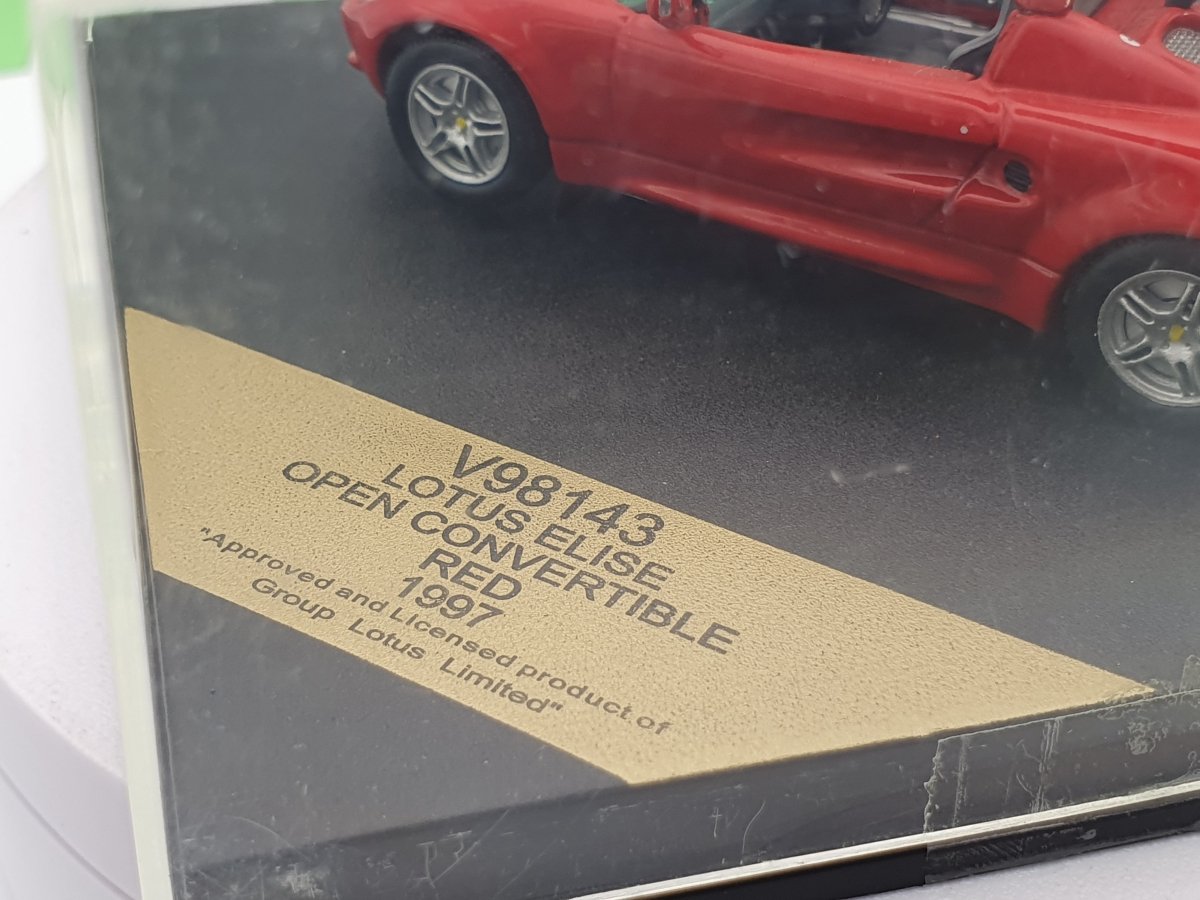 V98143
LOTUS ELISE
OPEN CONVERTIBLE
RED
1997
"Approved and Licensed product of
Group Lotus Limited"